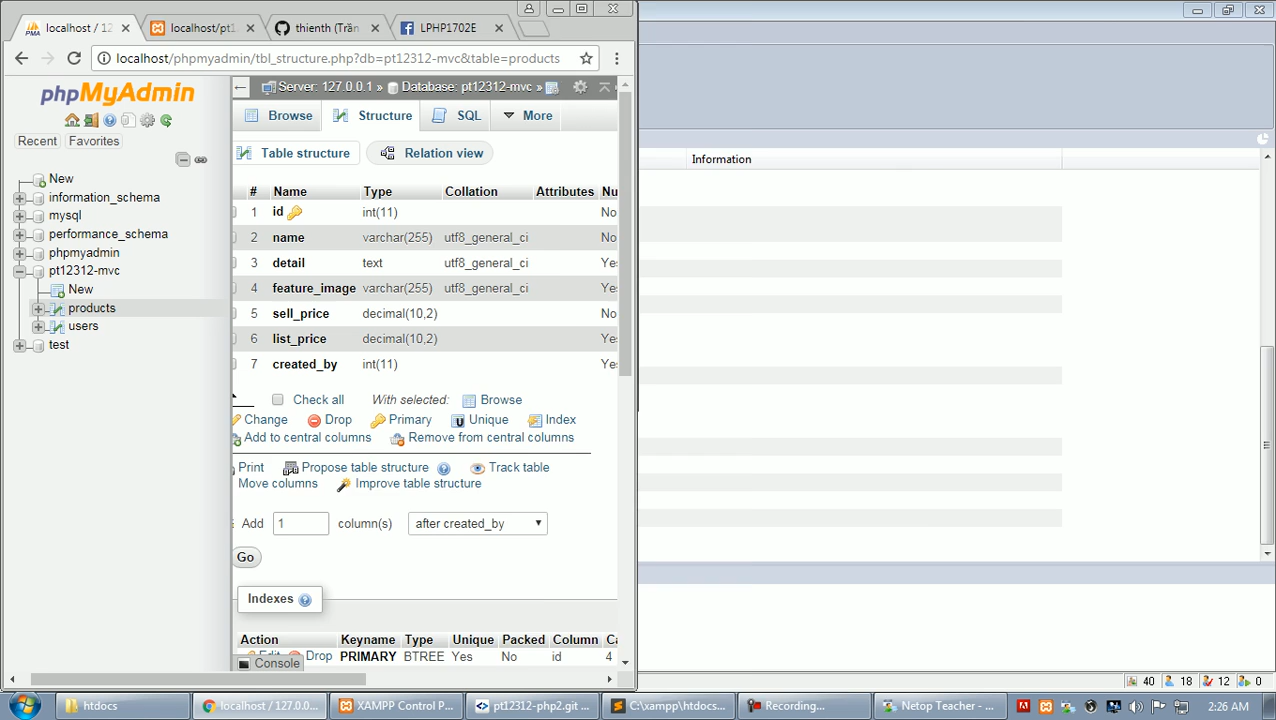 localhost / 12
localhost/pt1
thienth (Trần
LPHP1702E
localhost/phpmyadmin/tbl_structure.php?db=pt12312-mvc&table=products
phpMyAdmin
Recent Favorites
New
information_schema
mysql
performance_schema
phpmyadmin
pt12312-mvc
New
products
users
test
Server: 127.0.0.1 » Database: pt12312-mvc »
Browse Structure SQL More
Table structure Relation view
# Name Type Collation Attributes Nu
1 id int(11) No
2 name varchar(255) utf8_general_ci No
3 detail text utf8_general_ci Yes
4 feature_image varchar(255) utf8_general_ci Yes
5 sell_price decimal(10,2) No
6 list_price decimal(10,2) Yes
7 created_by int(11) Yes
Check all With selected: Browse
Change Drop Primary Unique Index
Add to central columns Remove from central columns
Print Propose table structure Track table
Move columns Improve table structure
Add 1 column(s) after created_by
Go
Indexes
Action Keyname Type Unique Packed Column Ca
Edit Drop PRIMARY BTREE Yes No id 4
Console
Information
40 18 12 0
htdocs
localhost / 127.0.0...
XAMPP Control P...
pt12312-php2.git ...
C:\xampp\htdocs...
Recording...
Netop Teacher - ...
2:26 AM